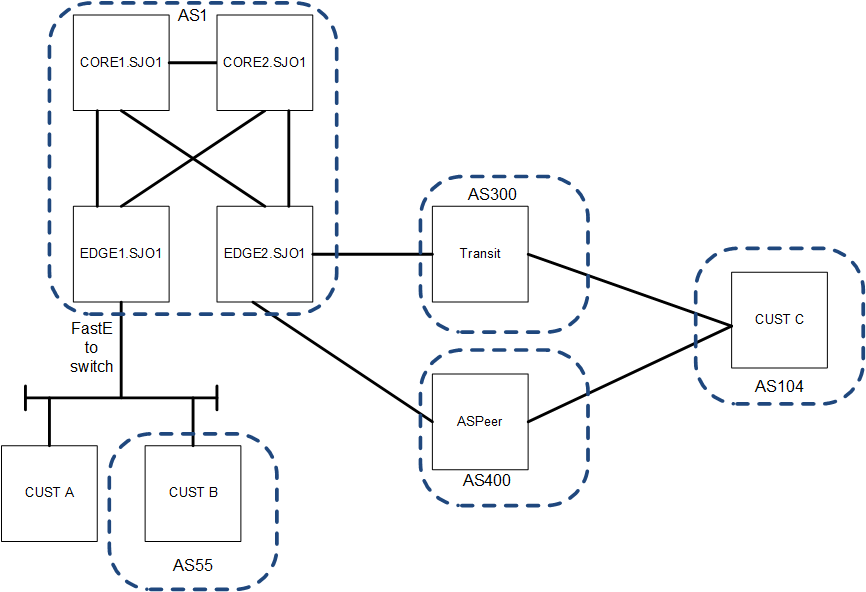 AS1
CORE1.SJO1
CORE2.SJO1
EDGE1.SJO1
EDGE2.SJO1
AS300
Transit
CUST C
AS104
FastE
to
switch
ASPeer
AS400
CUST A
CUST B
AS55